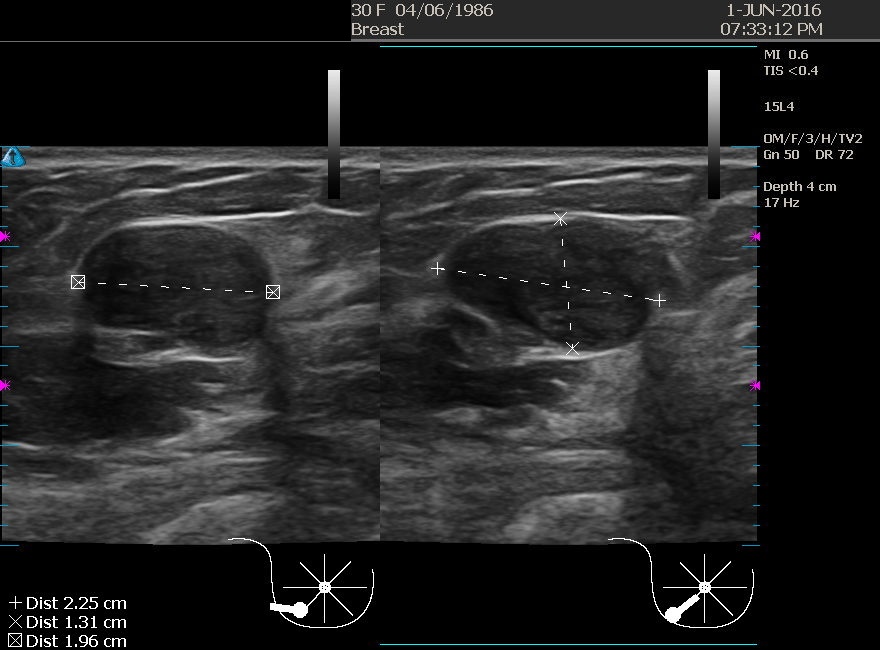 30 F 04/06/1986 1-JUN-2016
Breast 07:33:12 PM
MI 0.6
TIS <0.4
15L4
OM/F/3/H/TV2
Gn 50 DR 72
Depth 4 cm
17 Hz
Dist 2.25 cm
Dist 1.31 cm
Dist 1.96 cm